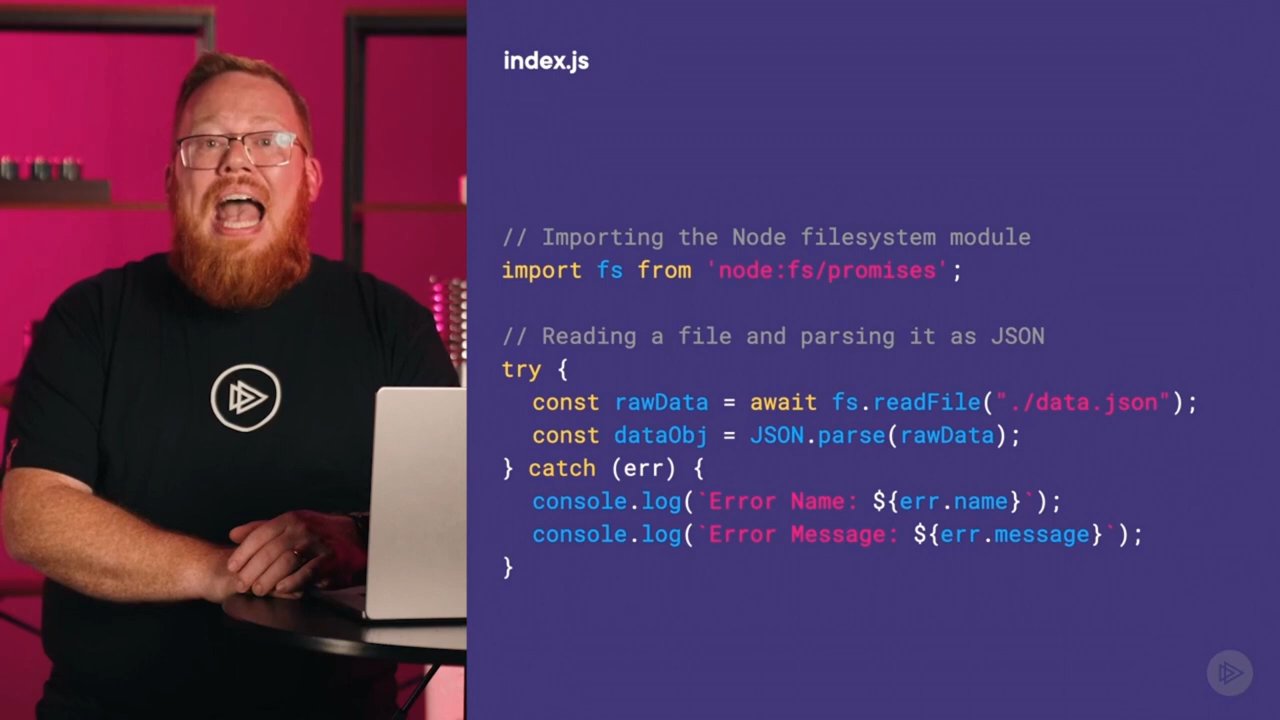 index.js
// Importing the Node filesystem module
import fs from 'node:fs/promises';
// Reading a file and parsing it as JSON
try {
const rawData = await fs.readFile("./data.json");
const dataObj = JSON.parse(rawData);
} catch (err) {
console.log(`Error Name: ${err.name}`);
console.log(`Error Message: ${err.message}`);
}